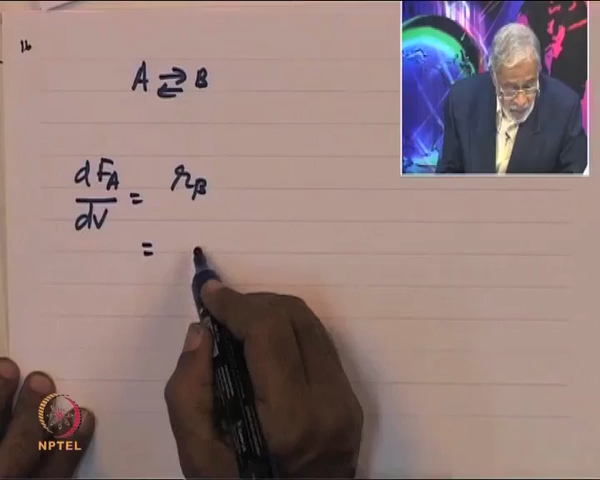 16
A ⇌ B
dF_A/dV = r_B
=
NPTEL